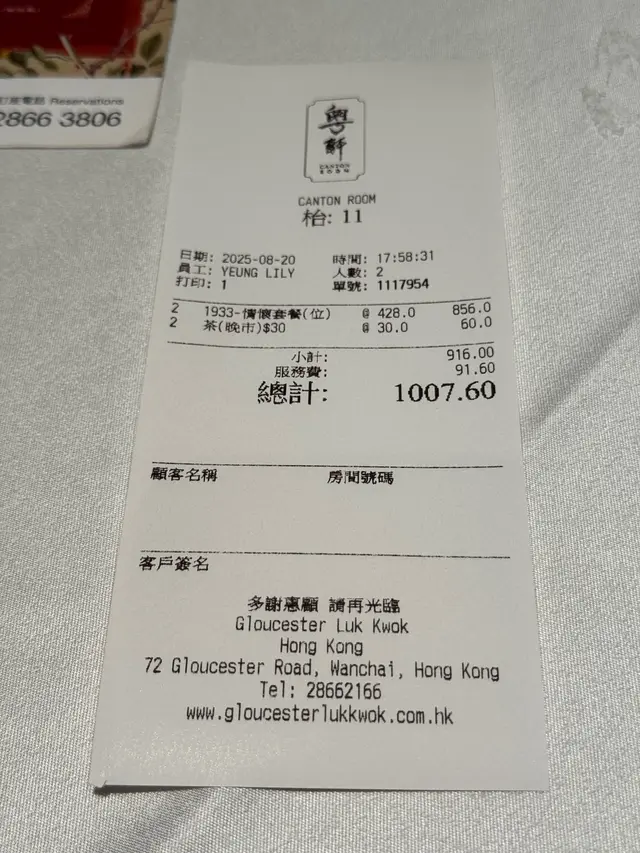 訂座電話 Reservations
2866 3806
粵軒
CANTON
ROOM
CANTON ROOM
枱: 11
日期: 2025-08-20 時間: 17:58:31
員工: YEUNG LILY 人數: 2
打印: 1 單號: 1117954
2 1933-情懷套餐(位) @ 428.0 856.0
2 茶(晚市)$30 @ 30.0 60.0
小計: 916.00
服務費: 91.60
總計: 1007.60
顧客名稱 房間號碼
客戶簽名
多謝惠顧 請再光臨
Gloucester Luk Kwok
Hong Kong
72 Gloucester Road, Wanchai, Hong Kong
Tel: 28662166
www.gloucesterlukkwok.com.hk